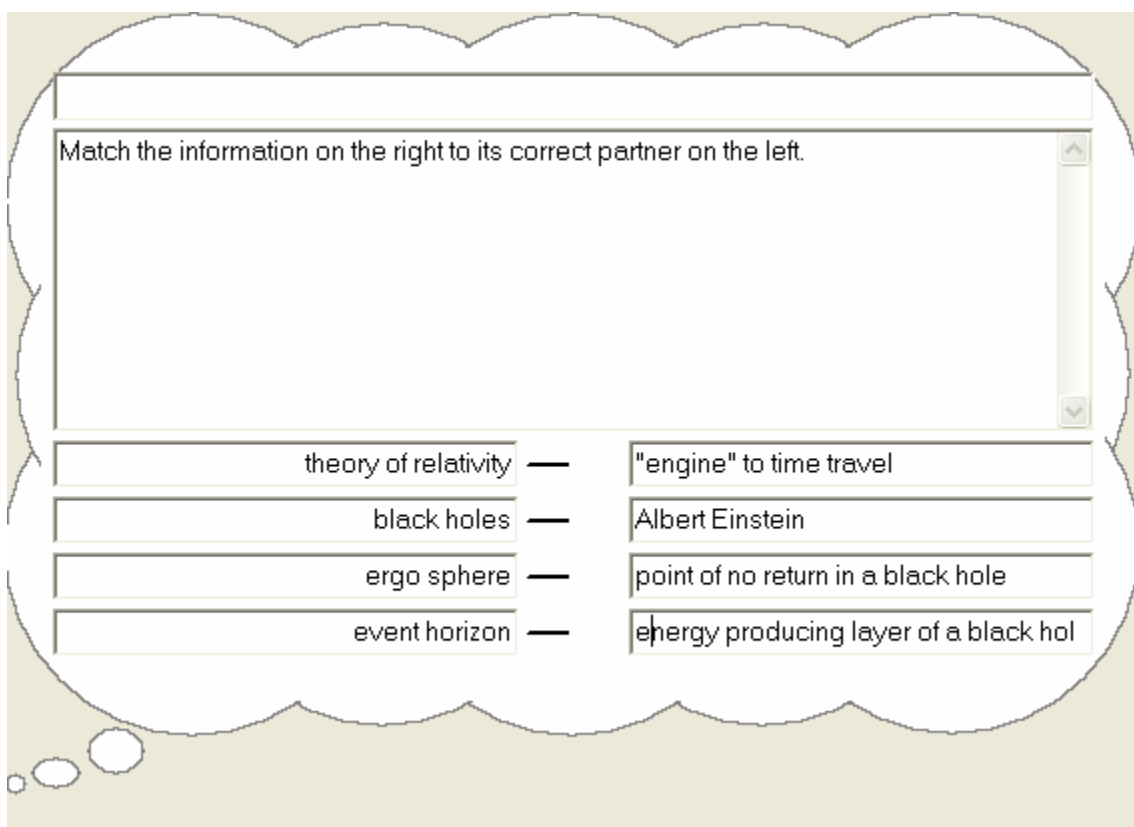 Match the information on the right to its correct partner on the left.
theory of relativity — "engine" to time travel
black holes — Albert Einstein
ergo sphere — point of no return in a black hole
event horizon — energy producing layer of a black hol